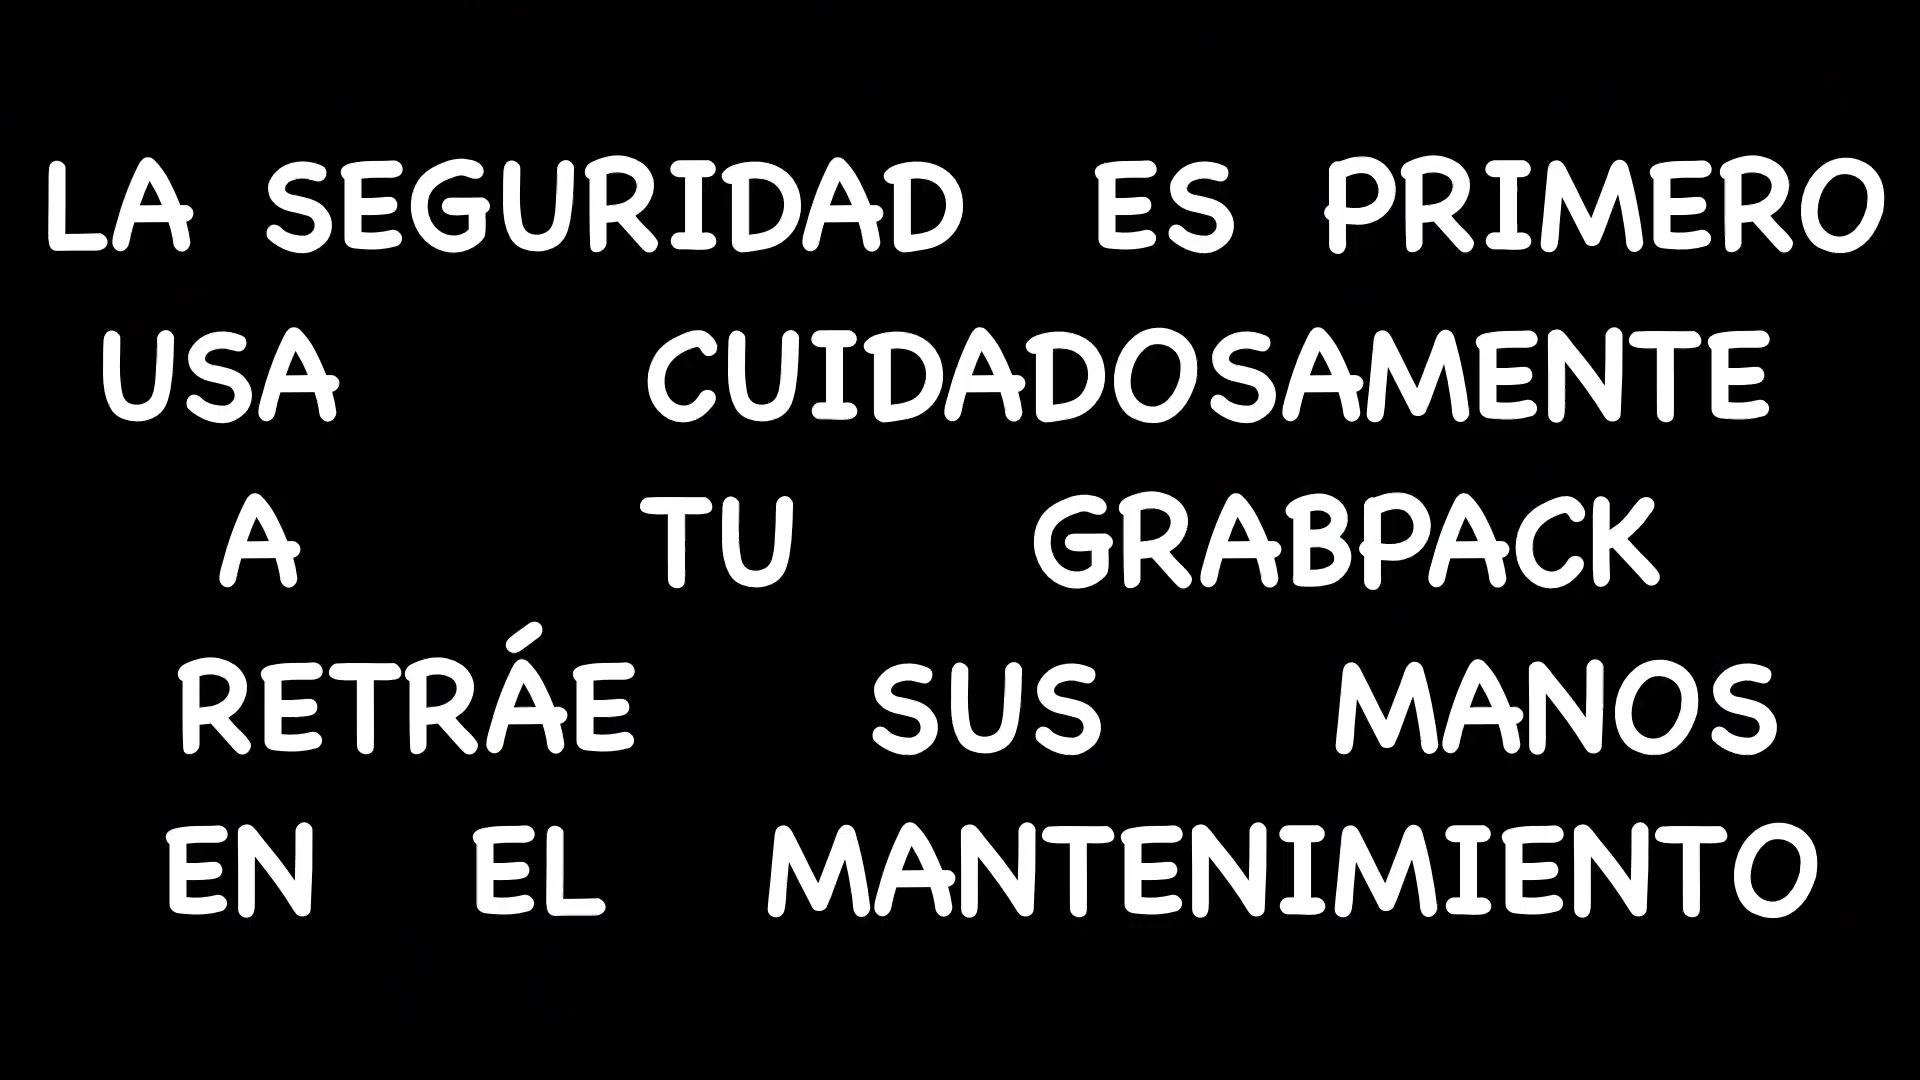 LA SEGURIDAD ES PRIMERO
USA CUIDADOSAMENTE
A TU GRABPACK
RETRÁE SUS MANOS
EN EL MANTENIMIENTO